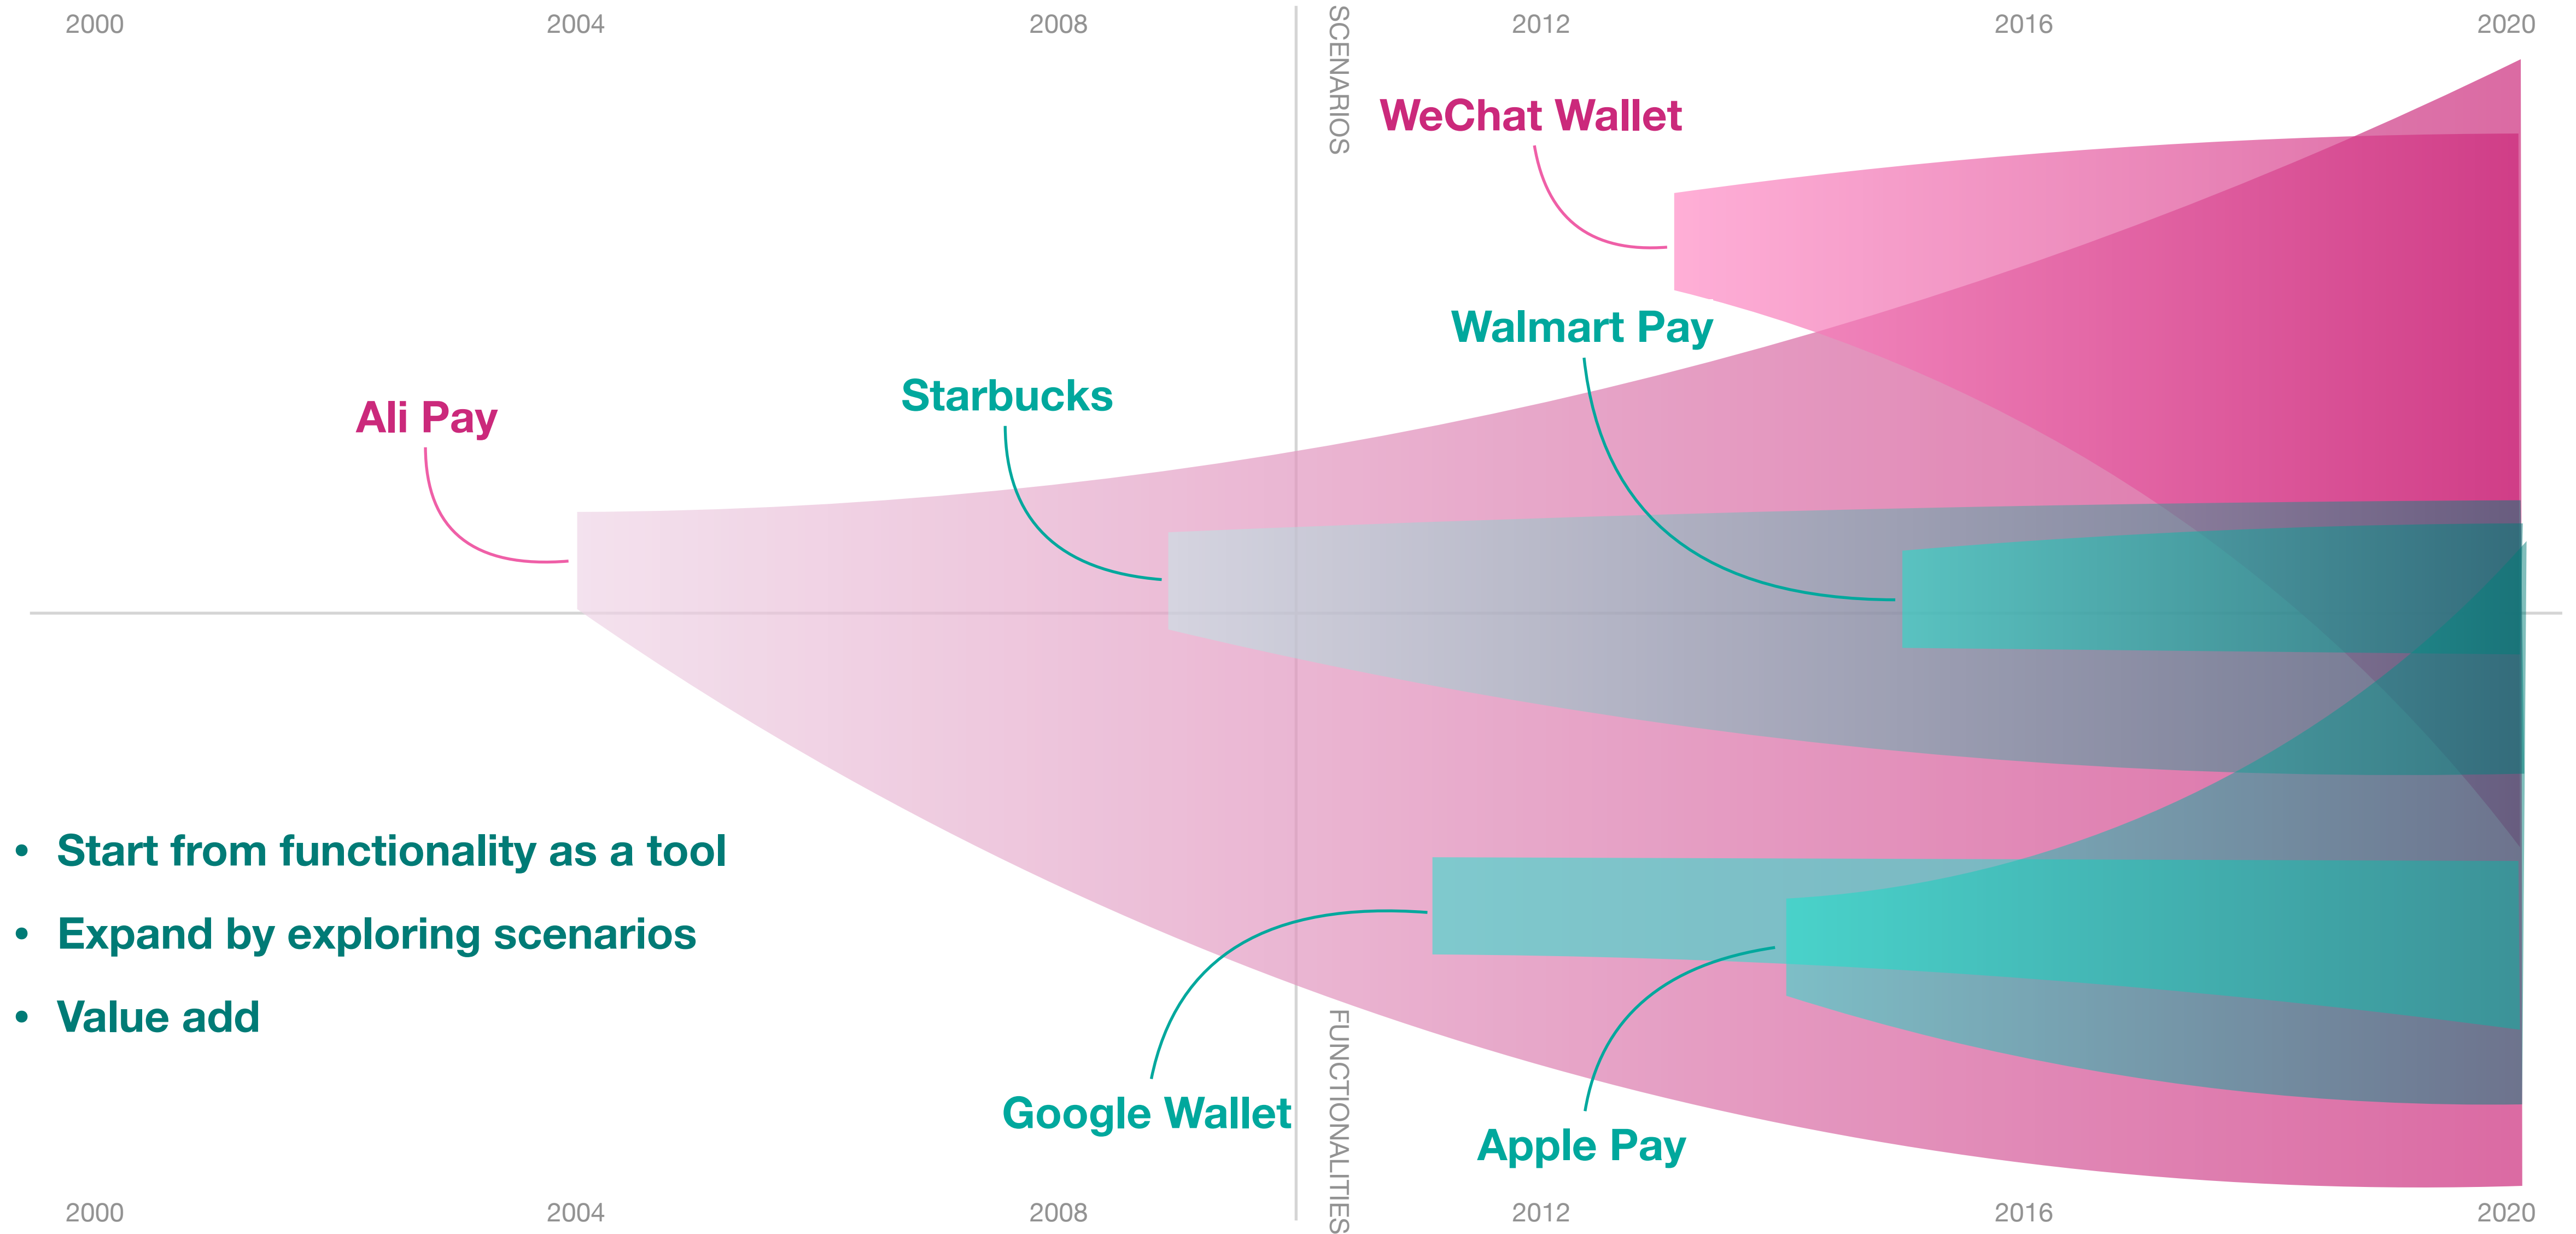 2000 2004 2008 2012 2016 2020
SCENARIOS
WeChat Wallet
Walmart Pay
Starbucks
Ali Pay
• Start from functionality as a tool
• Expand by exploring scenarios
• Value add
FUNCTIONALITIES
Google Wallet
Apple Pay
2000 2004 2008 2012 2016 2020